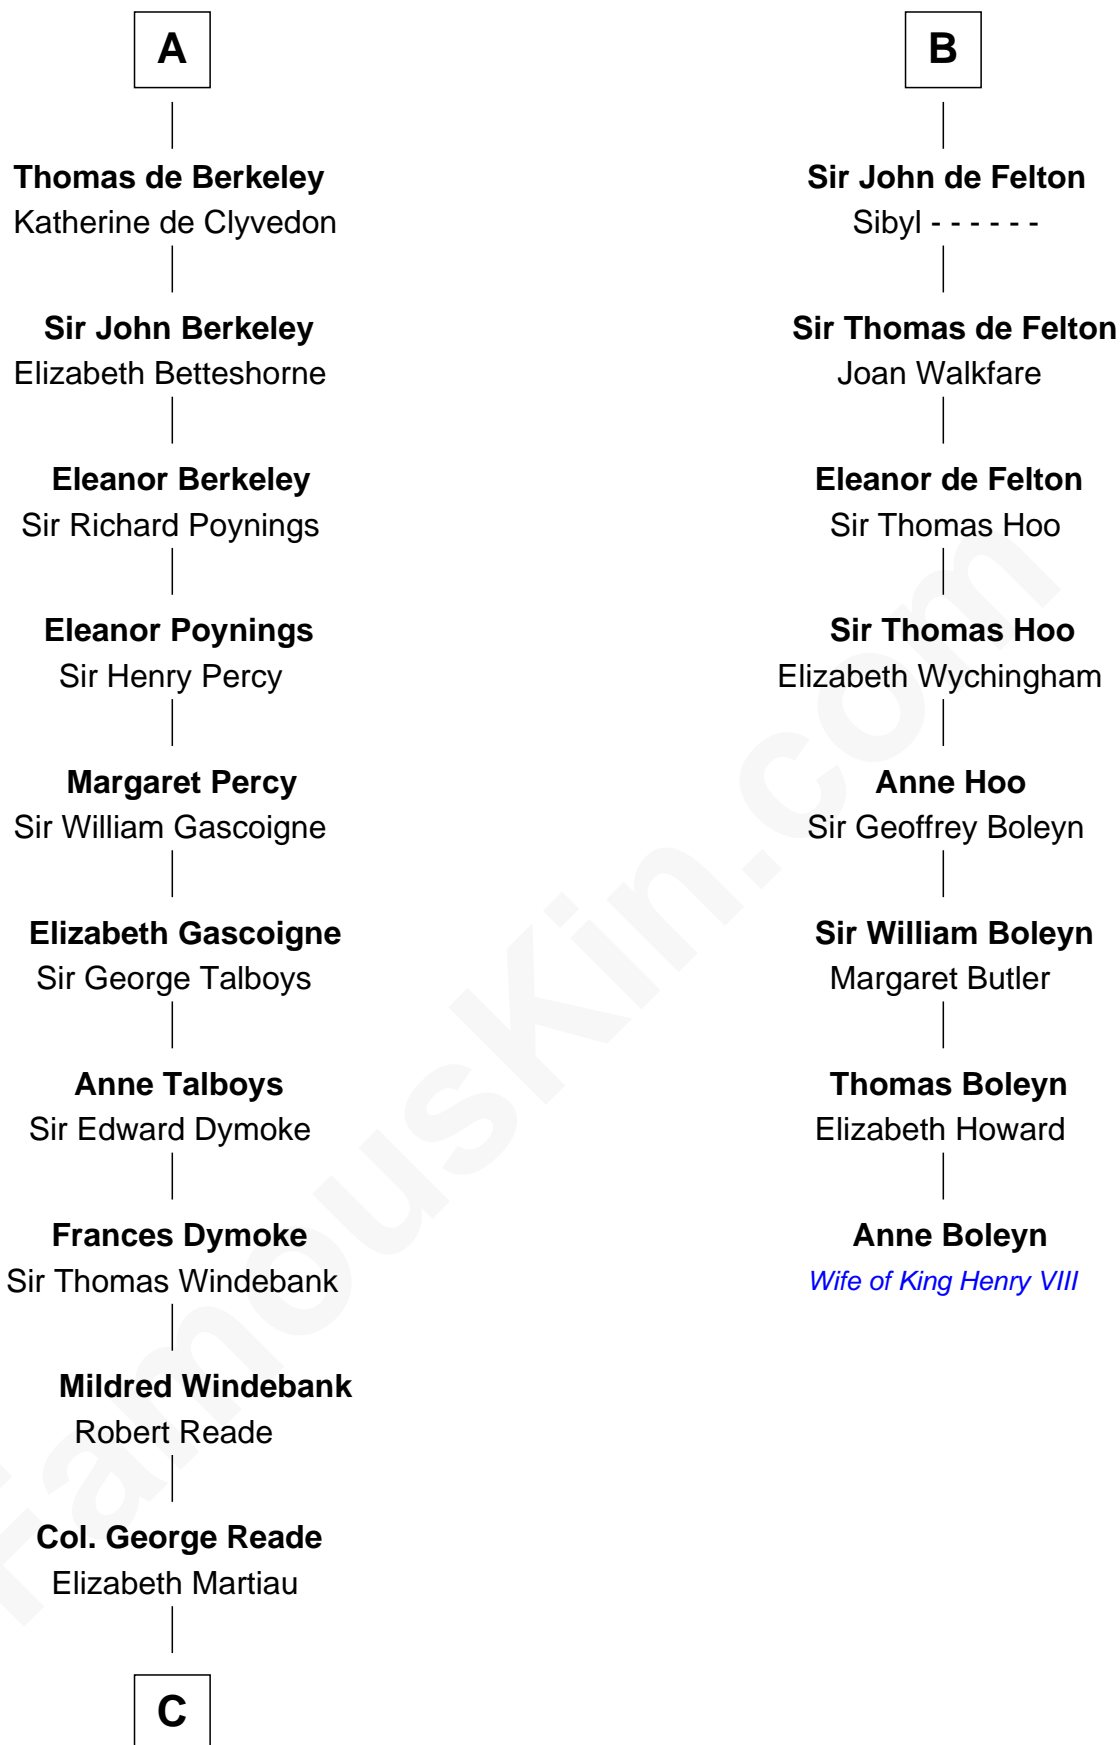 A
Thomas de Berkeley
Katherine de Clyvedon
Sir John Berkeley
Elizabeth Betteshorne
Eleanor Berkeley
Sir Richard Poynings
Eleanor Poynings
Sir Henry Percy
Margaret Percy
Sir William Gascoigne
Elizabeth Gascoigne
Sir George Talboys
Anne Talboys
Sir Edward Dymoke
Frances Dymoke
Sir Thomas Windebank
Mildred Windebank
Robert Reade
Col. George Reade
Elizabeth Martiau
C
B
Sir John de Felton
Sibyl - - - - - -
Sir Thomas de Felton
Joan Walkfare
Eleanor de Felton
Sir Thomas Hoo
Sir Thomas Hoo
Elizabeth Wychingham
Anne Hoo
Sir Geoffrey Boleyn
Sir William Boleyn
Margaret Butler
Thomas Boleyn
Elizabeth Howard
Anne Boleyn
Wife of King Henry VIII
FamousKin.com